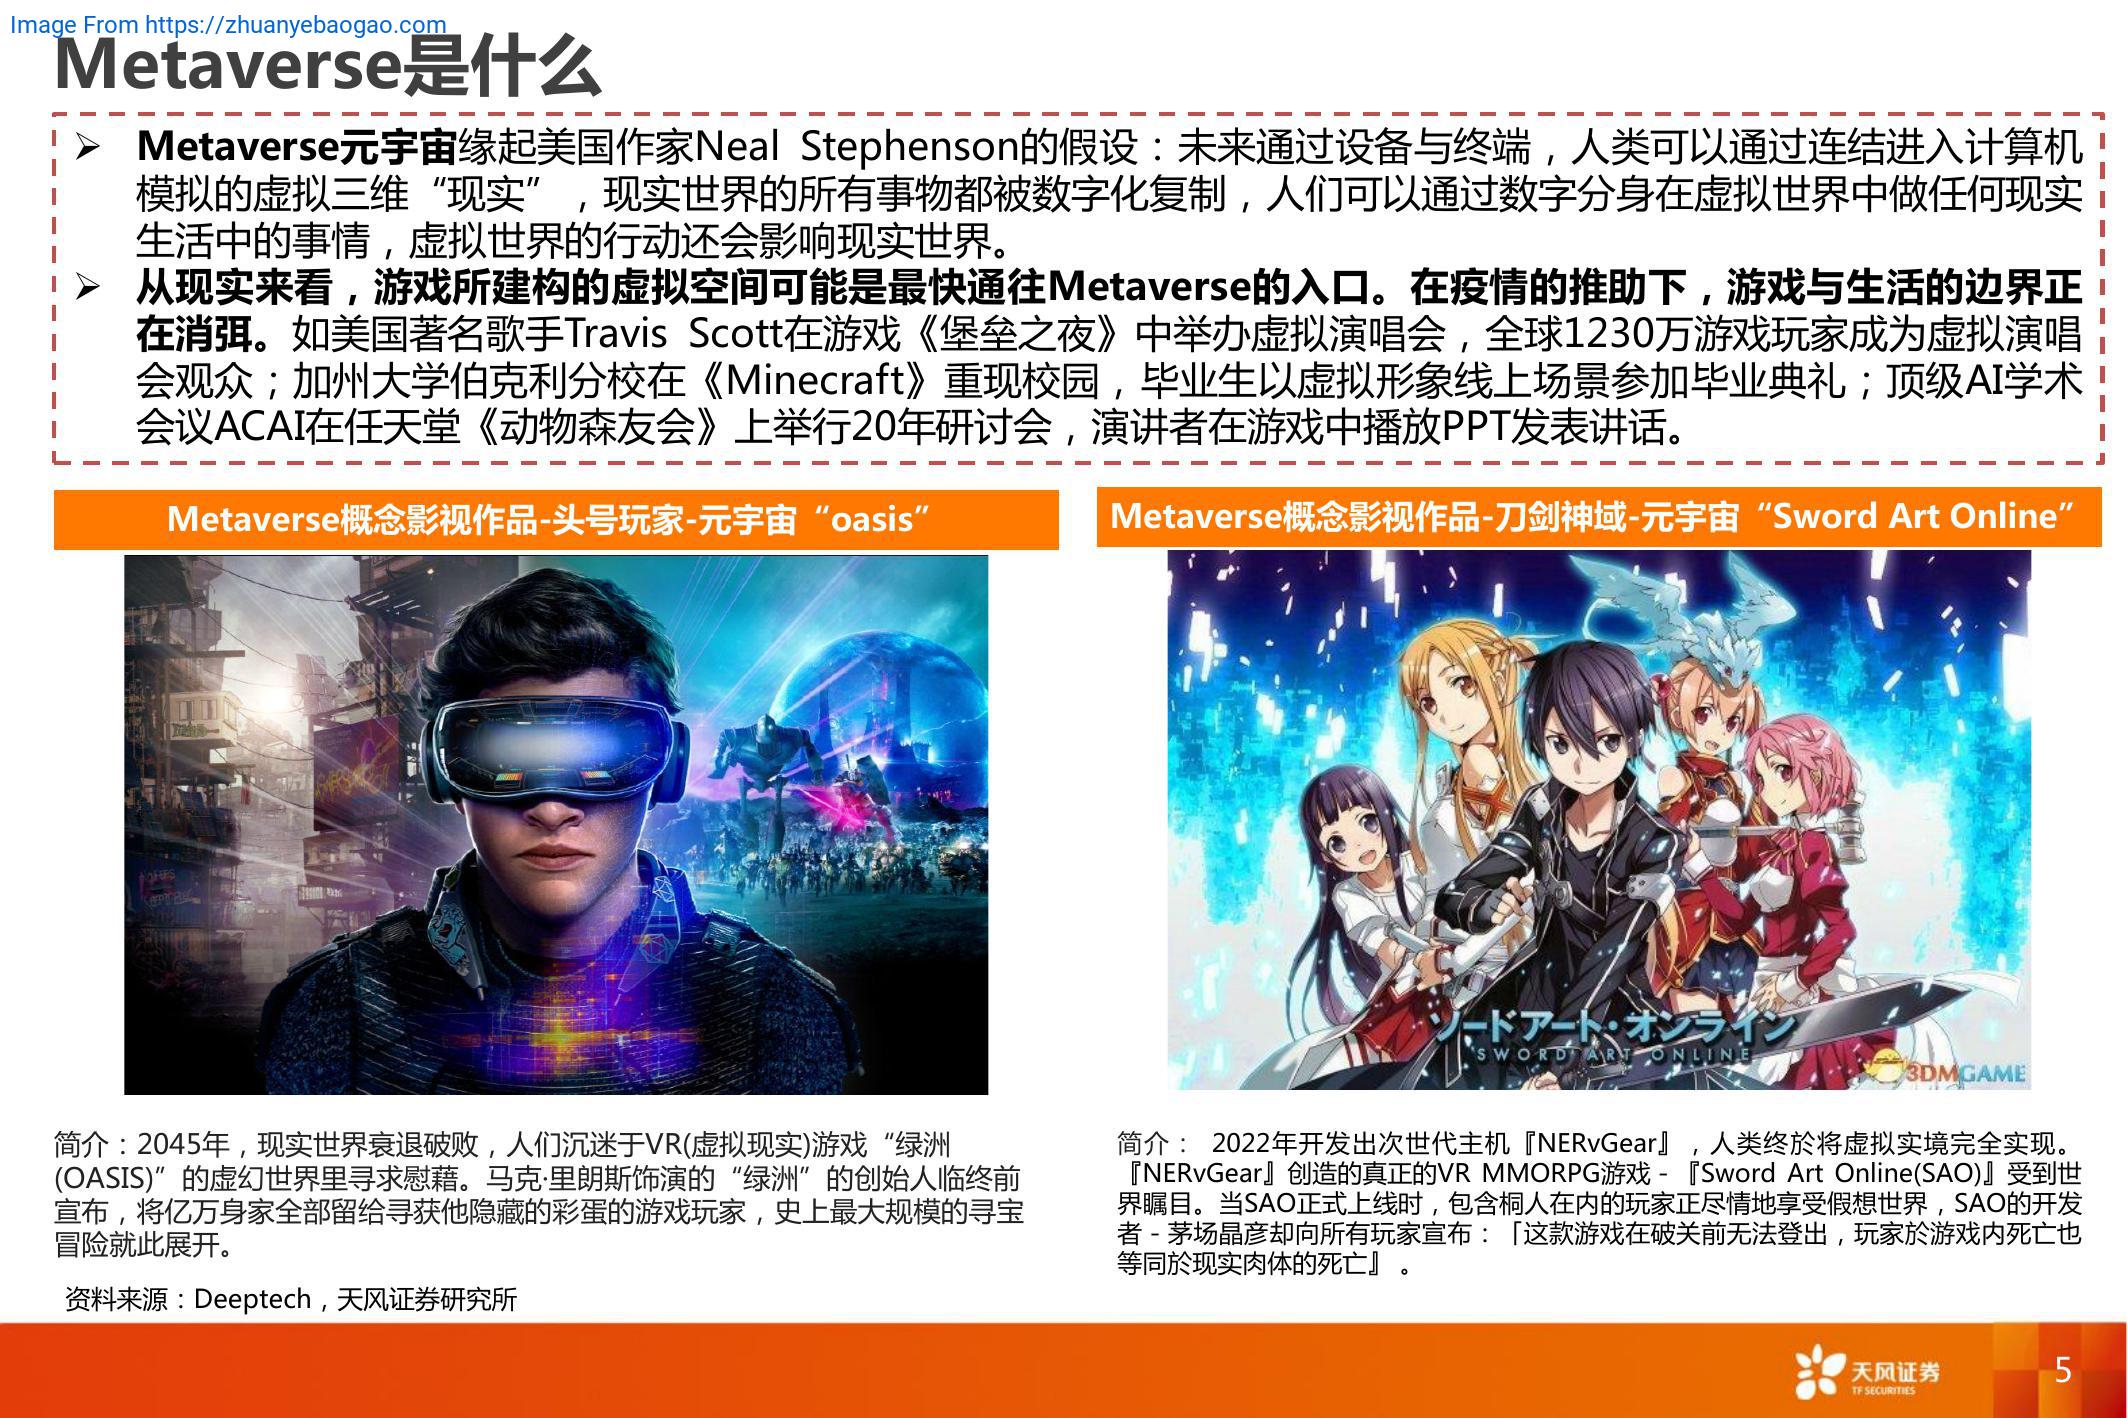 Image From https://zhuanyebaogao.com
Metaverse是什么
➢ Metaverse元宇宙缘起美国作家Neal Stephenson的假设：未来通过设备与终端，人类可以通过连结进入计算机
模拟的虚拟三维“现实”，现实世界的所有事物都被数字化复制，人们可以通过数字分身在虚拟世界中做任何现实
生活中的事情，虚拟世界的行动还会影响现实世界。
➢ 从现实来看，游戏所建构的虚拟空间可能是最快通往Metaverse的入口。在疫情的推助下，游戏与生活的边界正
在消弭。如美国著名歌手Travis Scott在游戏《堡垒之夜》中举办虚拟演唱会，全球1230万游戏玩家成为虚拟演唱
会观众；加州大学伯克利分校在《Minecraft》重现校园，毕业生以虚拟形象线上场景参加毕业典礼；顶级AI学术
会议ACAI在任天堂《动物森友会》上举行20年研讨会，演讲者在游戏中播放PPT发表讲话。
Metaverse概念影视作品-头号玩家-元宇宙“oasis”
Metaverse概念影视作品-刀剑神域-元宇宙“Sword Art Online”
ソードアート・オンライン
SWORD ART ONLINE
3DMGAME
简介：2045年，现实世界衰退破败，人们沉迷于VR(虚拟现实)游戏“绿洲
(OASIS)”的虚幻世界里寻求慰藉。马克·里朗斯饰演的“绿洲”的创始人临终前
宣布，将亿万身家全部留给寻获他隐藏的彩蛋的游戏玩家，史上最大规模的寻宝
冒险就此展开。
简介： 2022年开发出次世代主机『NERvGear』，人类终於将虚拟实境完全实现。
『NERvGear』创造的真正的VR MMORPG游戏－『Sword Art Online(SAO)』受到世
界瞩目。当SAO正式上线时，包含桐人在内的玩家正尽情地享受假想世界，SAO的开发
者－茅场晶彦却向所有玩家宣布：「这款游戏在破关前无法登出，玩家於游戏内死亡也
等同於现实肉体的死亡』。
资料来源：Deeptech，天风证券研究所
天风证券
TF SECURITIES
5